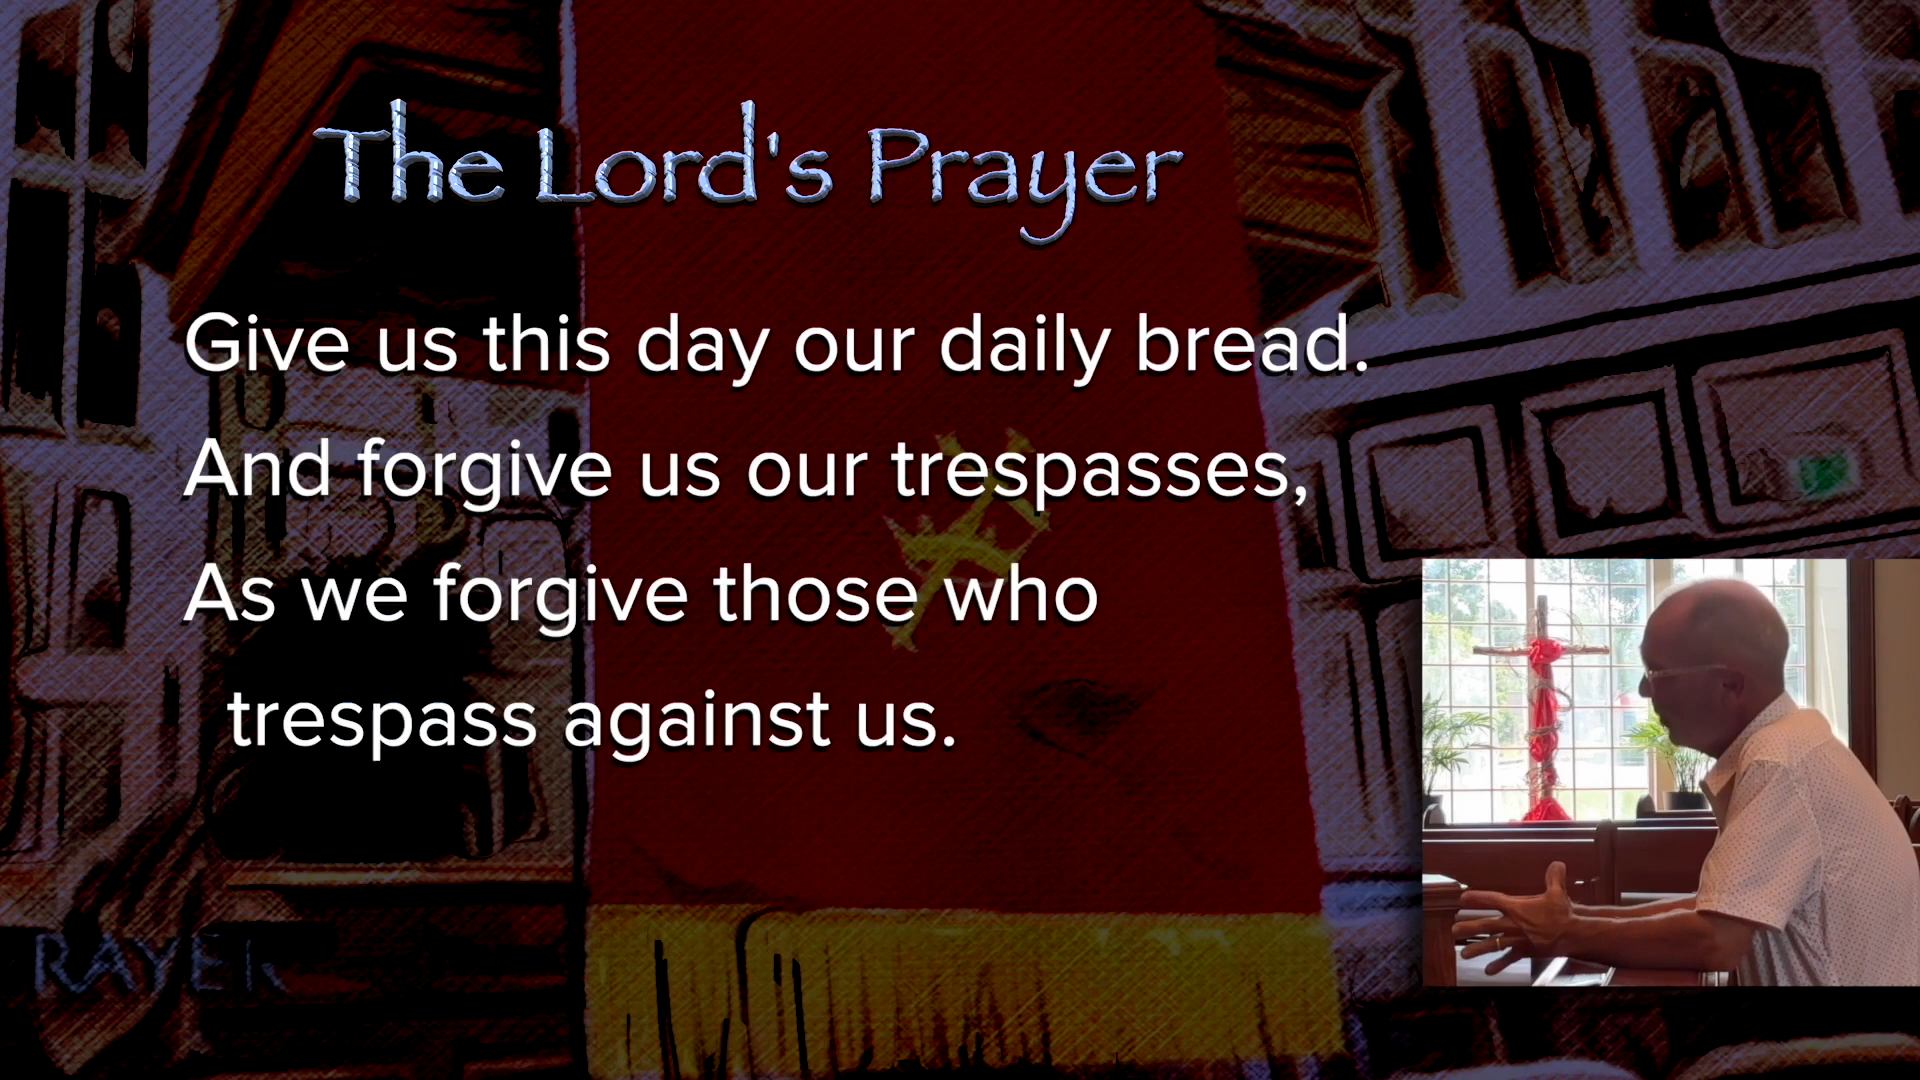 The Lord's Prayer
Give us this day our daily bread.
And forgive us our trespasses,
As we forgive those who
trespass against us.
RAYER